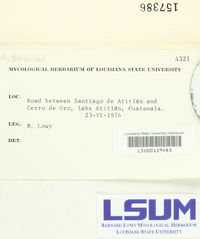 157386
4321
MYCOLOGICAL HERBARIUM OF LOUISIANA STATE UNIVERSITY
LOC.
Road between Santiago de Atitlán and
Cerro de Oro, Lake Atitlán, Guatemala,
23-VI-1976
LEG. B. Lowy
DET.
Louisiana State University Herbarium
LSU00159483
LSUM
BERNARD LOWY MYCOLOGICAL HERBARIUM
LOUISIANA STATE UNIVERSITY